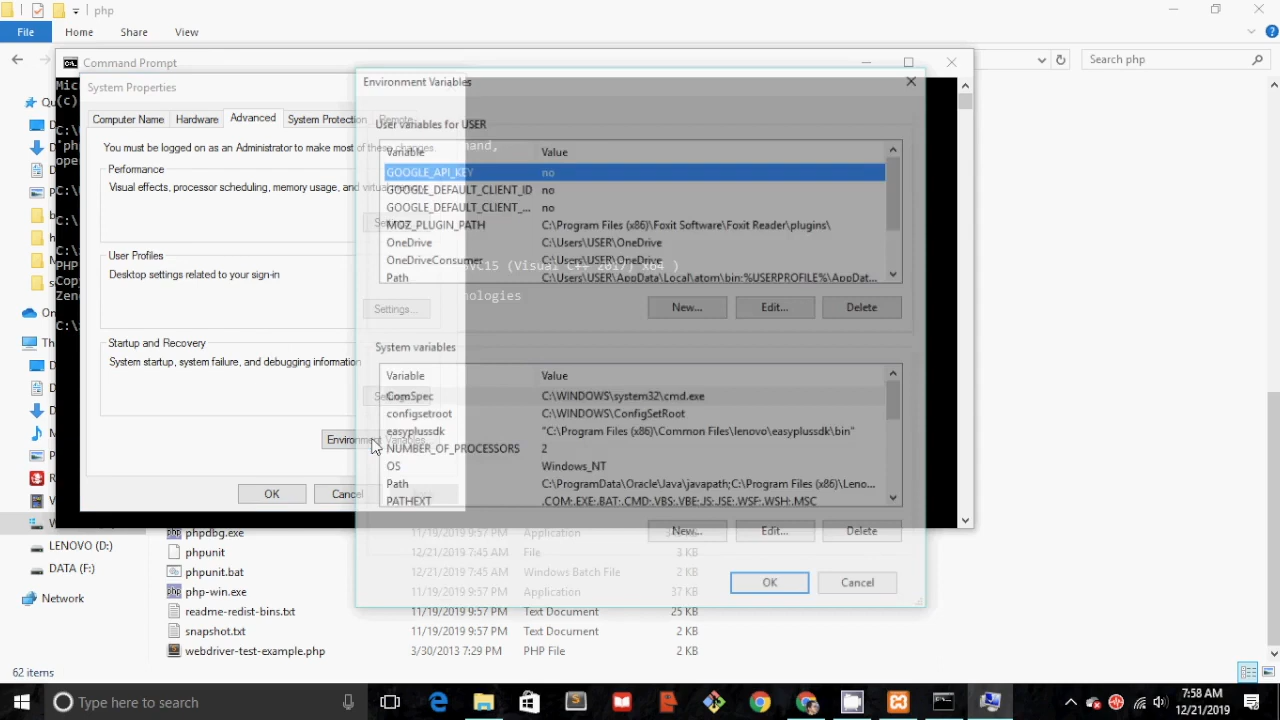 php
File
Home
Share
View
Search php
Command Prompt
System Properties
Environment Variables
Computer Name
Hardware
Advanced
System Protection
Remote
You must be logged on as an Administrator to make most of these changes.
Performance
Visual effects, processor scheduling, memory usage, and virtual memory
Settings...
User Profiles
Desktop settings related to your sign-in
Settings...
Startup and Recovery
System startup, system failure, and debugging information
Environment Variables...
OK
Cancel
User variables for USER
Variable
Value
GOOGLE_API_KEY
no
GOOGLE_DEFAULT_CLIENT_ID
no
GOOGLE_DEFAULT_CLIENT_...
no
MOZ_PLUGIN_PATH
C:\Program Files (x86)\Foxit Software\Foxit Reader\plugins\
OneDrive
C:\Users\USER\OneDrive
OneDriveConsumer
C:\Users\USER\OneDrive
Path
C:\Users\USER\AppData\Local\atom\bin;%USERPROFILE%\AppDat...
New...
Edit...
Delete
System variables
Variable
Value
ComSpec
C:\WINDOWS\system32\cmd.exe
configsetroot
C:\WINDOWS\ConfigSetRoot
easyplussdk
"C:\Program Files (x86)\Common Files\lenovo\easyplussdk\bin"
NUMBER_OF_PROCESSORS
2
OS
Windows_NT
Path
C:\ProgramData\Oracle\Java\javapath;C:\Program Files (x86)\Leno...
PATHEXT
.COM;.EXE;.BAT;.CMD;.VBS;.VBE;.JS;.JSE;.WSF;.WSH;.MSC
New...
Edit...
Delete
OK
Cancel
LENOVO (D:)
DATA (F:)
Network
phpdbg.exe
11/19/2019 9:57 PM
Application
phpunit
12/21/2019 7:45 AM
File
3 KB
phpunit.bat
12/21/2019 7:45 AM
Windows Batch File
2 KB
php-win.exe
11/19/2019 9:57 PM
Application
37 KB
readme-redist-bins.txt
11/19/2019 9:57 PM
Text Document
25 KB
snapshot.txt
11/19/2019 9:57 PM
Text Document
2 KB
webdriver-test-example.php
3/30/2013 7:29 PM
PHP File
2 KB
62 items
Type here to search
7:58 AM
12/21/2019